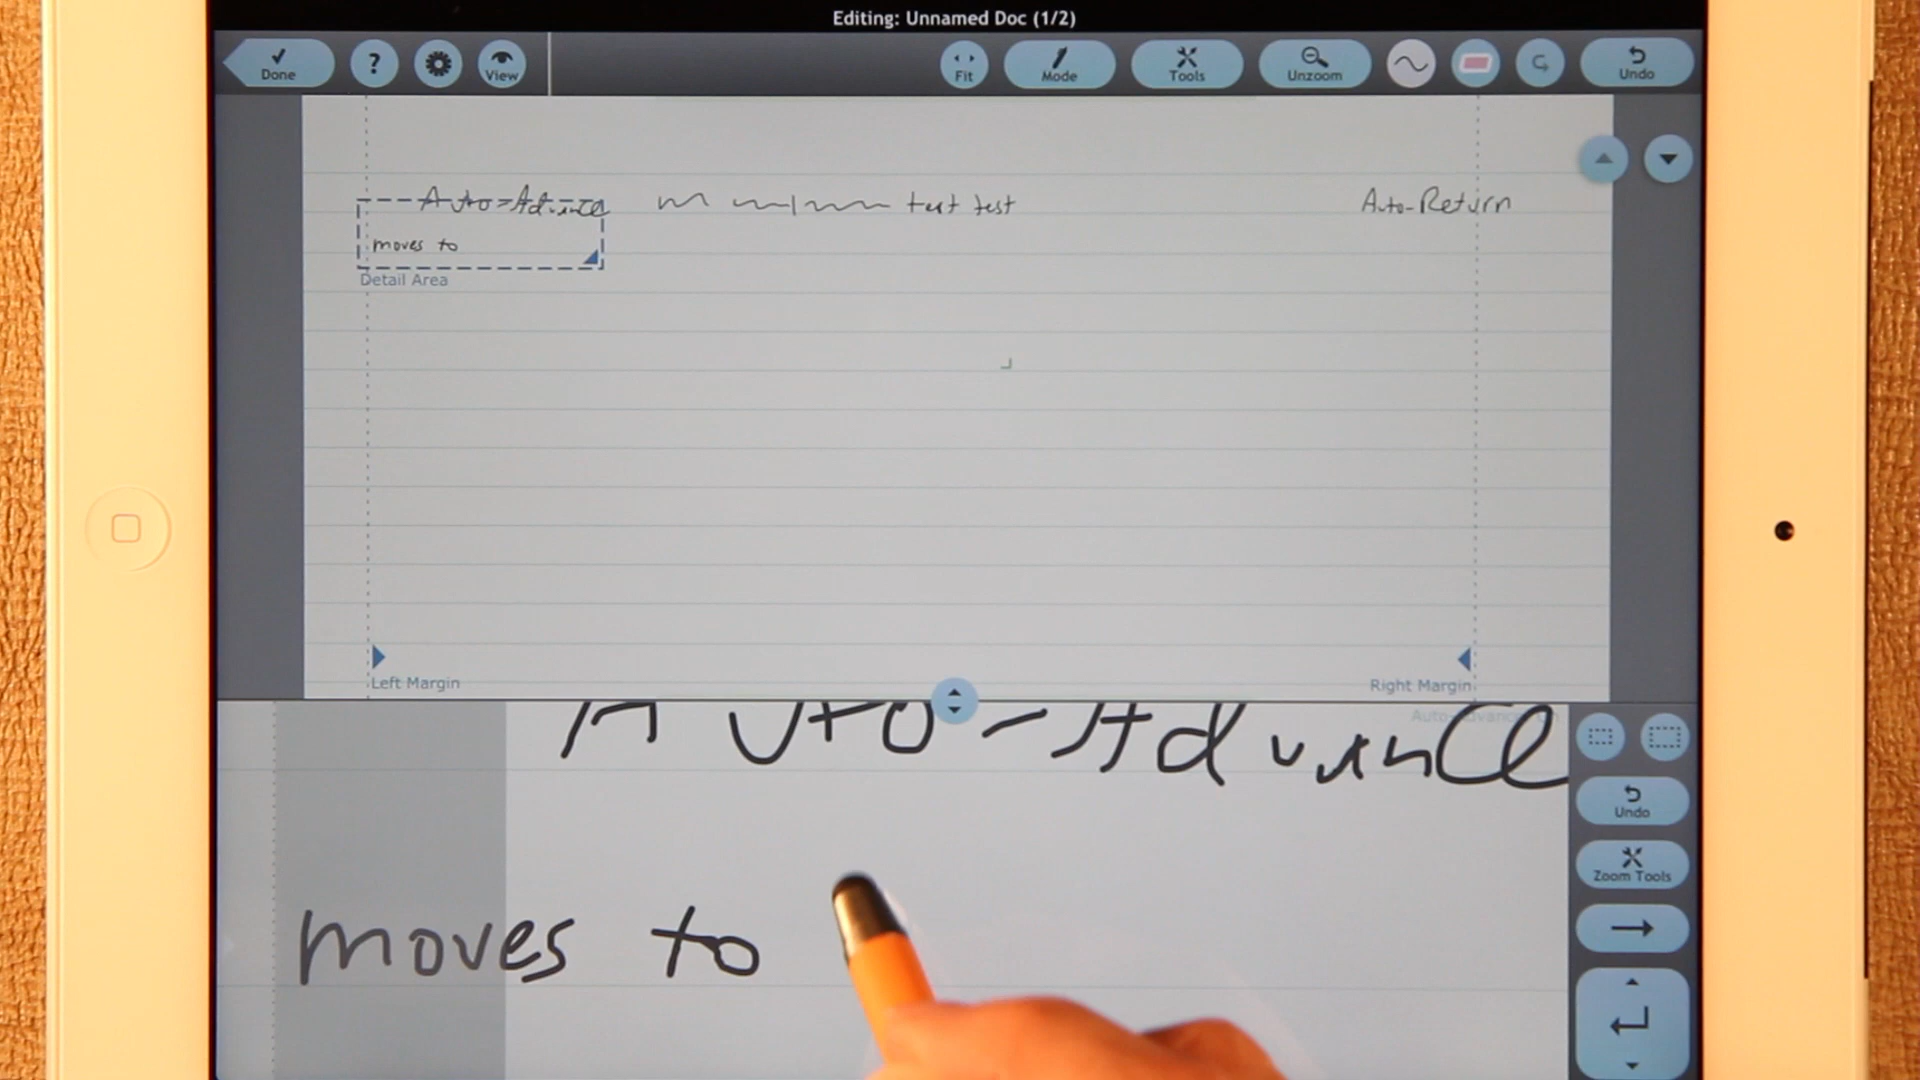 Editing: Unnamed Doc (1/2)
Done ? View Fit Mode Tools Unzoom Undo
Auto-Advance test test Auto-Return
moves to
Detail Area
Left Margin Right Margin
Auto-Advance
Undo
Zoom Tools
moves to